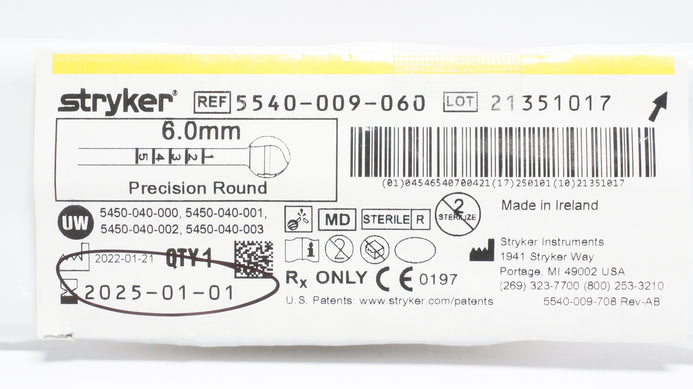 stryker® REF 5540-009-060 LOT 21351017
6.0mm
5 4 3 2 1
Precision Round
(01)04546540700421(17)250101(10)21351017
UW 5450-040-000, 5450-040-001,
5450-040-002, 5450-040-003
MD STERILE R
2
STERILIZE
Made in Ireland
2022-01-21 QTY 1
2
Rx ONLY CE 0197
2025-01-01
U.S. Patents: www.stryker.com/patents
Stryker Instruments
1941 Stryker Way
Portage, MI 49002 USA
(269) 323-7700 (800) 253-3210
5540-009-708 Rev-AB